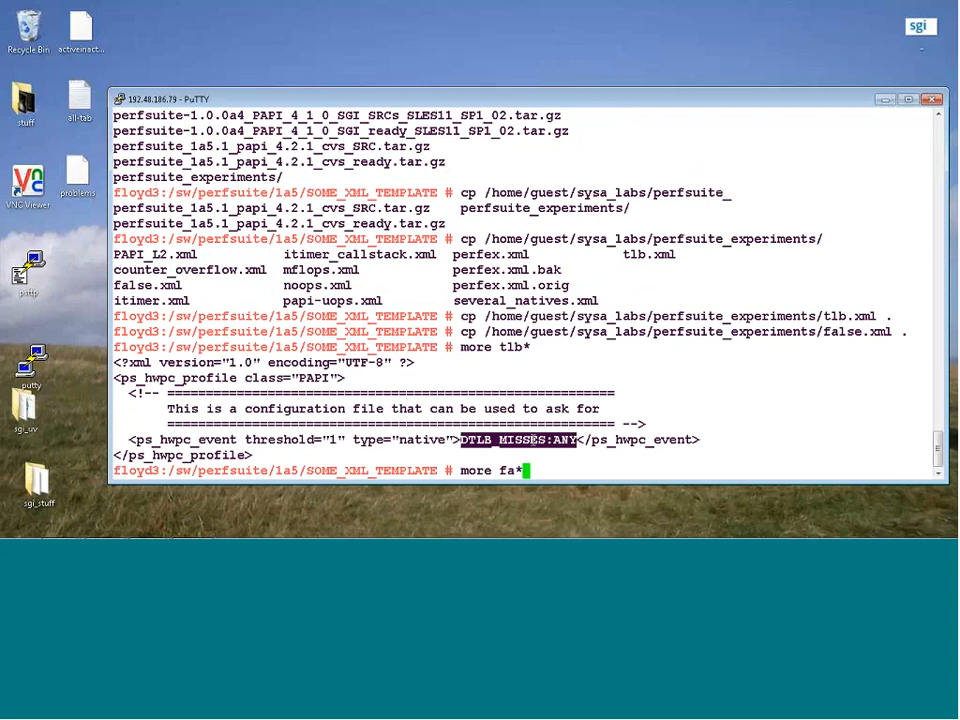 Recycle Bin
activeinact...
sgi
stuff
all-tab
VNC Viewer
problems
psftp
putty
sgi_uv
sgi_stuff
192.48.186.79 - PuTTY
perfsuite-1.0.0a4_PAPI_4_1_0_SGI_SRCs_SLES11_SP1_02.tar.gz
perfsuite-1.0.0a4_PAPI_4_1_0_SGI_ready_SLES11_SP1_02.tar.gz
perfsuite_1a5.1_papi_4.2.1_cvs_SRC.tar.gz
perfsuite_1a5.1_papi_4.2.1_cvs_ready.tar.gz
perfsuite_experiments/
floyd3:/sw/perfsuite/1a5/SOME_XML_TEMPLATE # cp /home/guest/sysa_labs/perfsuite_
perfsuite_1a5.1_papi_4.2.1_cvs_SRC.tar.gz perfsuite_experiments/
perfsuite_1a5.1_papi_4.2.1_cvs_ready.tar.gz
floyd3:/sw/perfsuite/1a5/SOME_XML_TEMPLATE # cp /home/guest/sysa_labs/perfsuite_experiments/
PAPI_L2.xml itimer_callstack.xml perfex.xml tlb.xml
counter_overflow.xml mflops.xml perfex.xml.bak
false.xml noops.xml perfex.xml.orig
itimer.xml papi-uops.xml several_natives.xml
floyd3:/sw/perfsuite/1a5/SOME_XML_TEMPLATE # cp /home/guest/sysa_labs/perfsuite_experiments/tlb.xml .
floyd3:/sw/perfsuite/1a5/SOME_XML_TEMPLATE # cp /home/guest/sysa_labs/perfsuite_experiments/false.xml .
floyd3:/sw/perfsuite/1a5/SOME_XML_TEMPLATE # more tlb*
<?xml version="1.0" encoding="UTF-8" ?>
<ps_hwpc_profile class="PAPI">
<!-- ==========================================================
This is a configuration file that can be used to ask for
========================================================== -->
<ps_hwpc_event threshold="1" type="native">DTLB_MISSES:ANY</ps_hwpc_event>
</ps_hwpc_profile>
floyd3:/sw/perfsuite/1a5/SOME_XML_TEMPLATE # more fa*